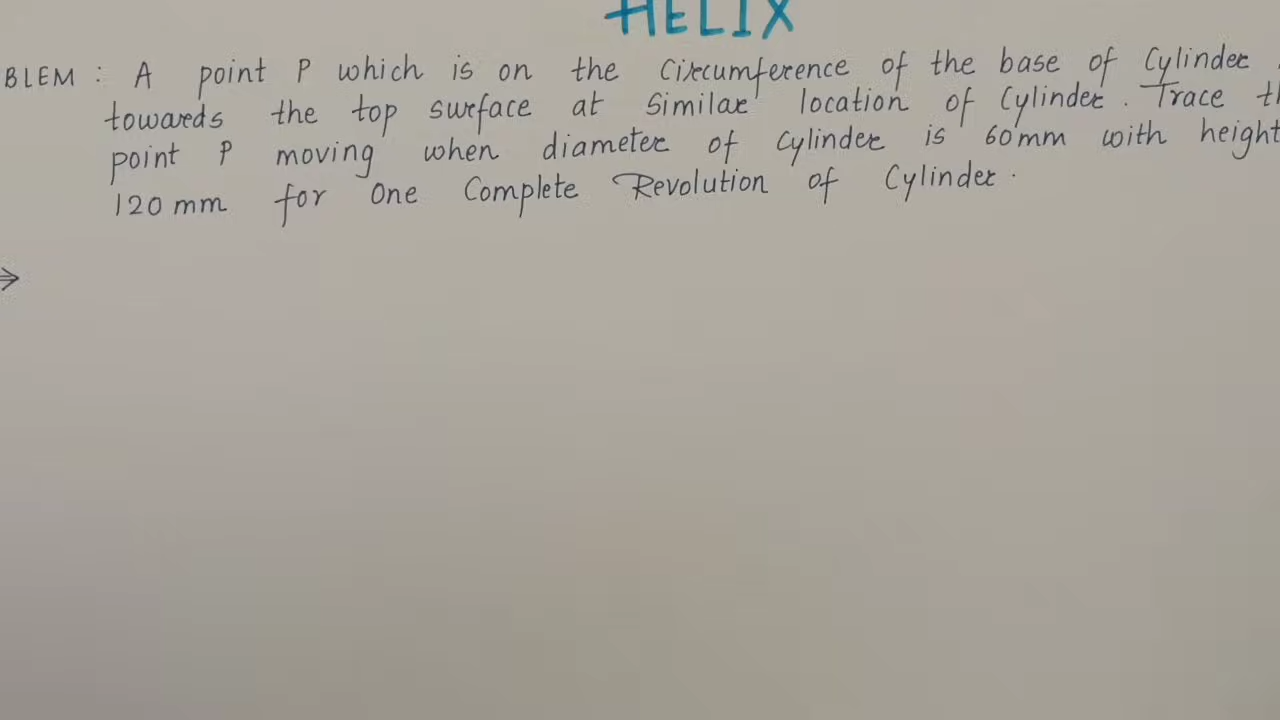 HELIX
BLEM : A point P which is on the Circumference of the base of Cylinder
towards the top surface at Similar location of Cylinder. Trace
point P moving when diameter of Cylinder is 60mm with height
120 mm for One Complete Revolution of Cylinder.
⇒